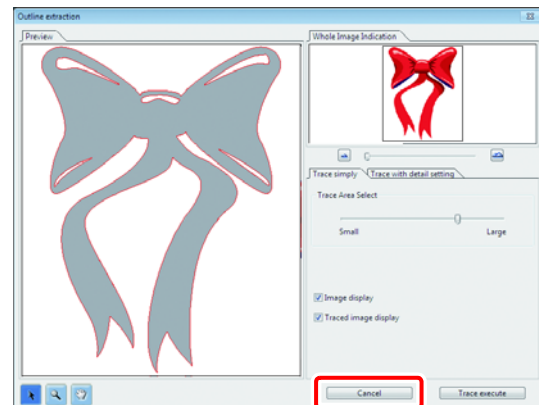 Outline extraction
Preview
Whole Image Indication
Trace simply
Trace with detail setting
Trace Area Select
Small
Large
Image display
Traced image display
Cancel
Trace execute